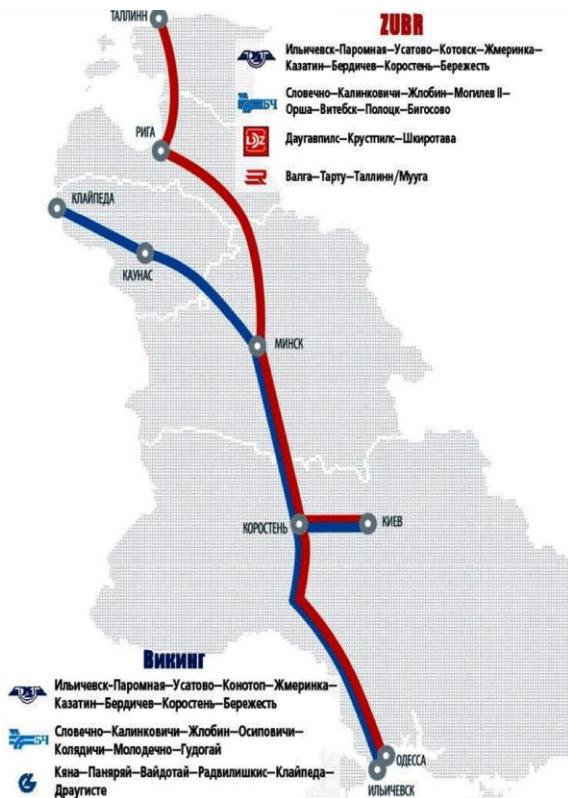 ТАЛЛИНН
ZUBR
Ильичевск-Паромная—Усатово—Котовск—Жмеринка—
Казатин—Бердичев—Коростень—Бережесть
БЧ
Словечно—Калинковичи—Жлобин—Могилев II—
Орша—Витебск—Полоцк—Бигосово
LDZ
Даугавпилс—Крустпилс—Шкиротава
Валга—Тарту—Таллинн/Мууга
РИГА
КЛАЙПЕДА
КАУНАС
МИНСК
КОРОСТЕНЬ
КИЕВ
ОДЕССА
ИЛЬИЧЕВСК
Викинг
Ильичевск-Паромная—Усатово—Конотоп—Жмеринка—
Казатин—Бердичев—Коростень—Бережесть
БЧ
Словечно—Калинковичи—Жлобин—Осиповичи—
Колядичи—Молодечно—Гудогай
Кяна—Паняряй—Вайдотай—Радвилишкис—Клайпеда—
Драугисте